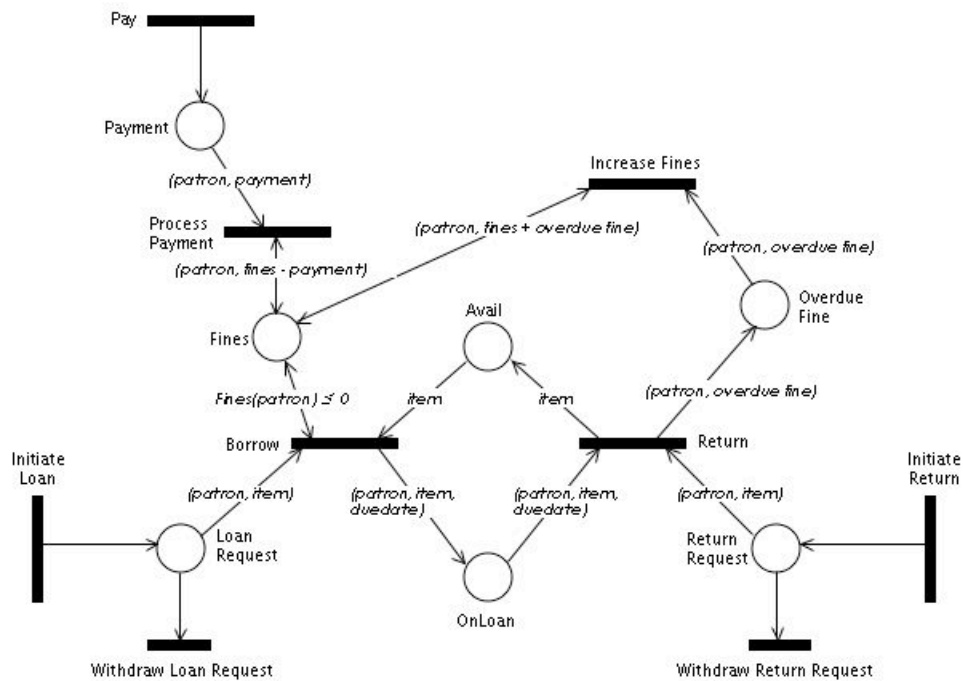 Pay
Payment
(patron, payment)
Increase Fines
Process
Payment
(patron, fines + overdue fine)
(patron, overdue fine)
(patron, fines - payment)
Avail
Overdue
Fine
Fines
Fines(patron) ≤ 0
item
item
(patron, overdue fine)
Borrow
Return
Initiate
Loan
Initiate
Return
(patron, item)
(patron, item,
duedate)
(patron, item,
duedate)
(patron, item)
Loan
Request
Return
Request
OnLoan
Withdraw Loan Request
Withdraw Return Request